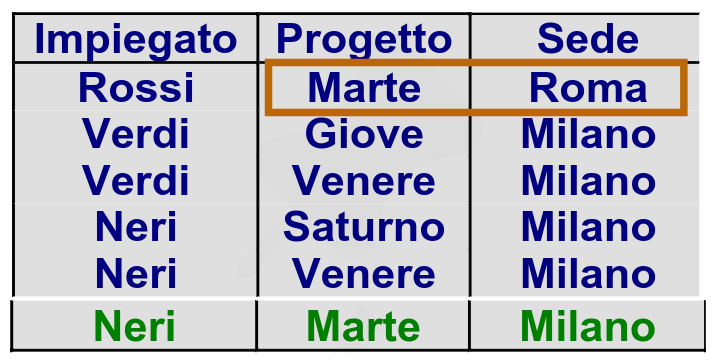 Impiegato Progetto Sede
Rossi Marte Roma
Verdi Giove Milano
Verdi Venere Milano
Neri Saturno Milano
Neri Venere Milano
Neri Marte Milano